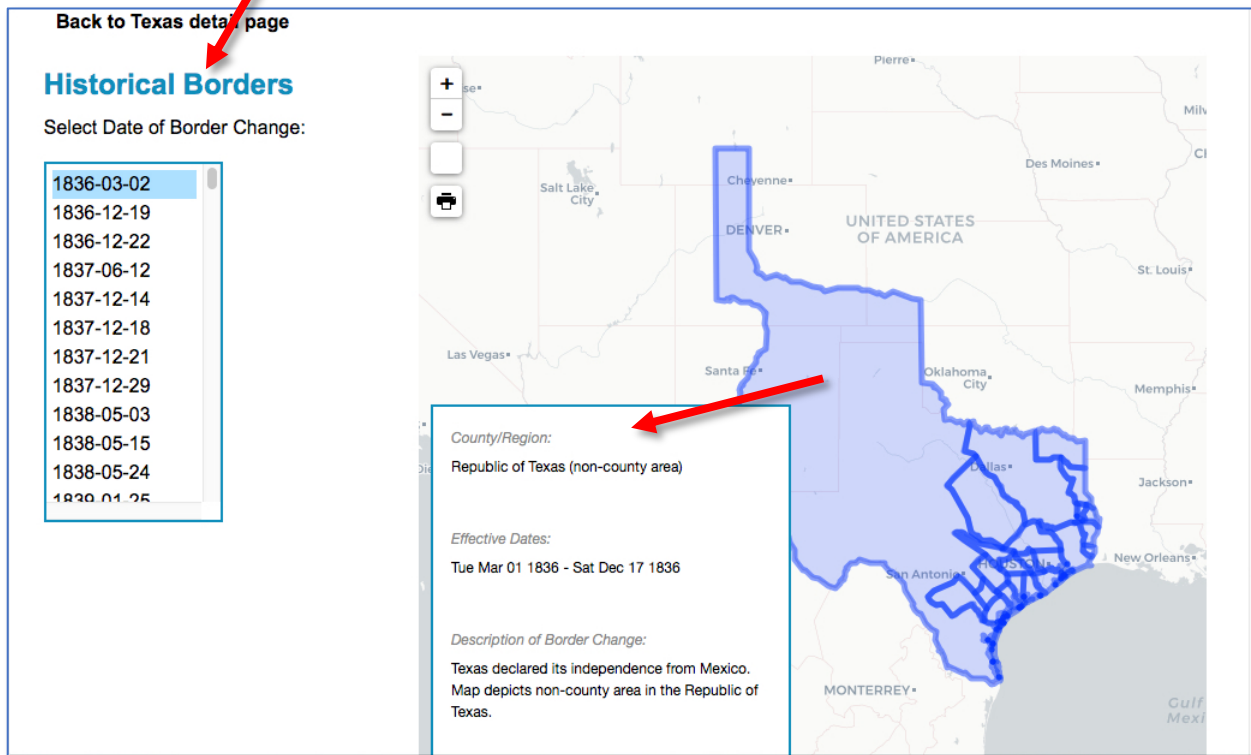 Back to Texas detail page
Historical Borders
Select Date of Border Change:
1836-03-02
1836-12-19
1836-12-22
1837-06-12
1837-12-14
1837-12-18
1837-12-21
1837-12-29
1838-05-03
1838-05-15
1838-05-24
1839-01-25
+
−
Pierre
Des Moines
Salt Lake
City
Cheyenne
DENVER
UNITED STATES
OF AMERICA
St. Louis
Las Vegas
Santa Fe
Oklahoma
City
Memphis
Dallas
Jackson
San Antonio
HOUSTON
New Orleans
MONTERREY
Gulf
Mexi
County/Region:
Republic of Texas (non-county area)
Effective Dates:
Tue Mar 01 1836 - Sat Dec 17 1836
Description of Border Change:
Texas declared its independence from Mexico.
Map depicts non-county area in the Republic of
Texas.